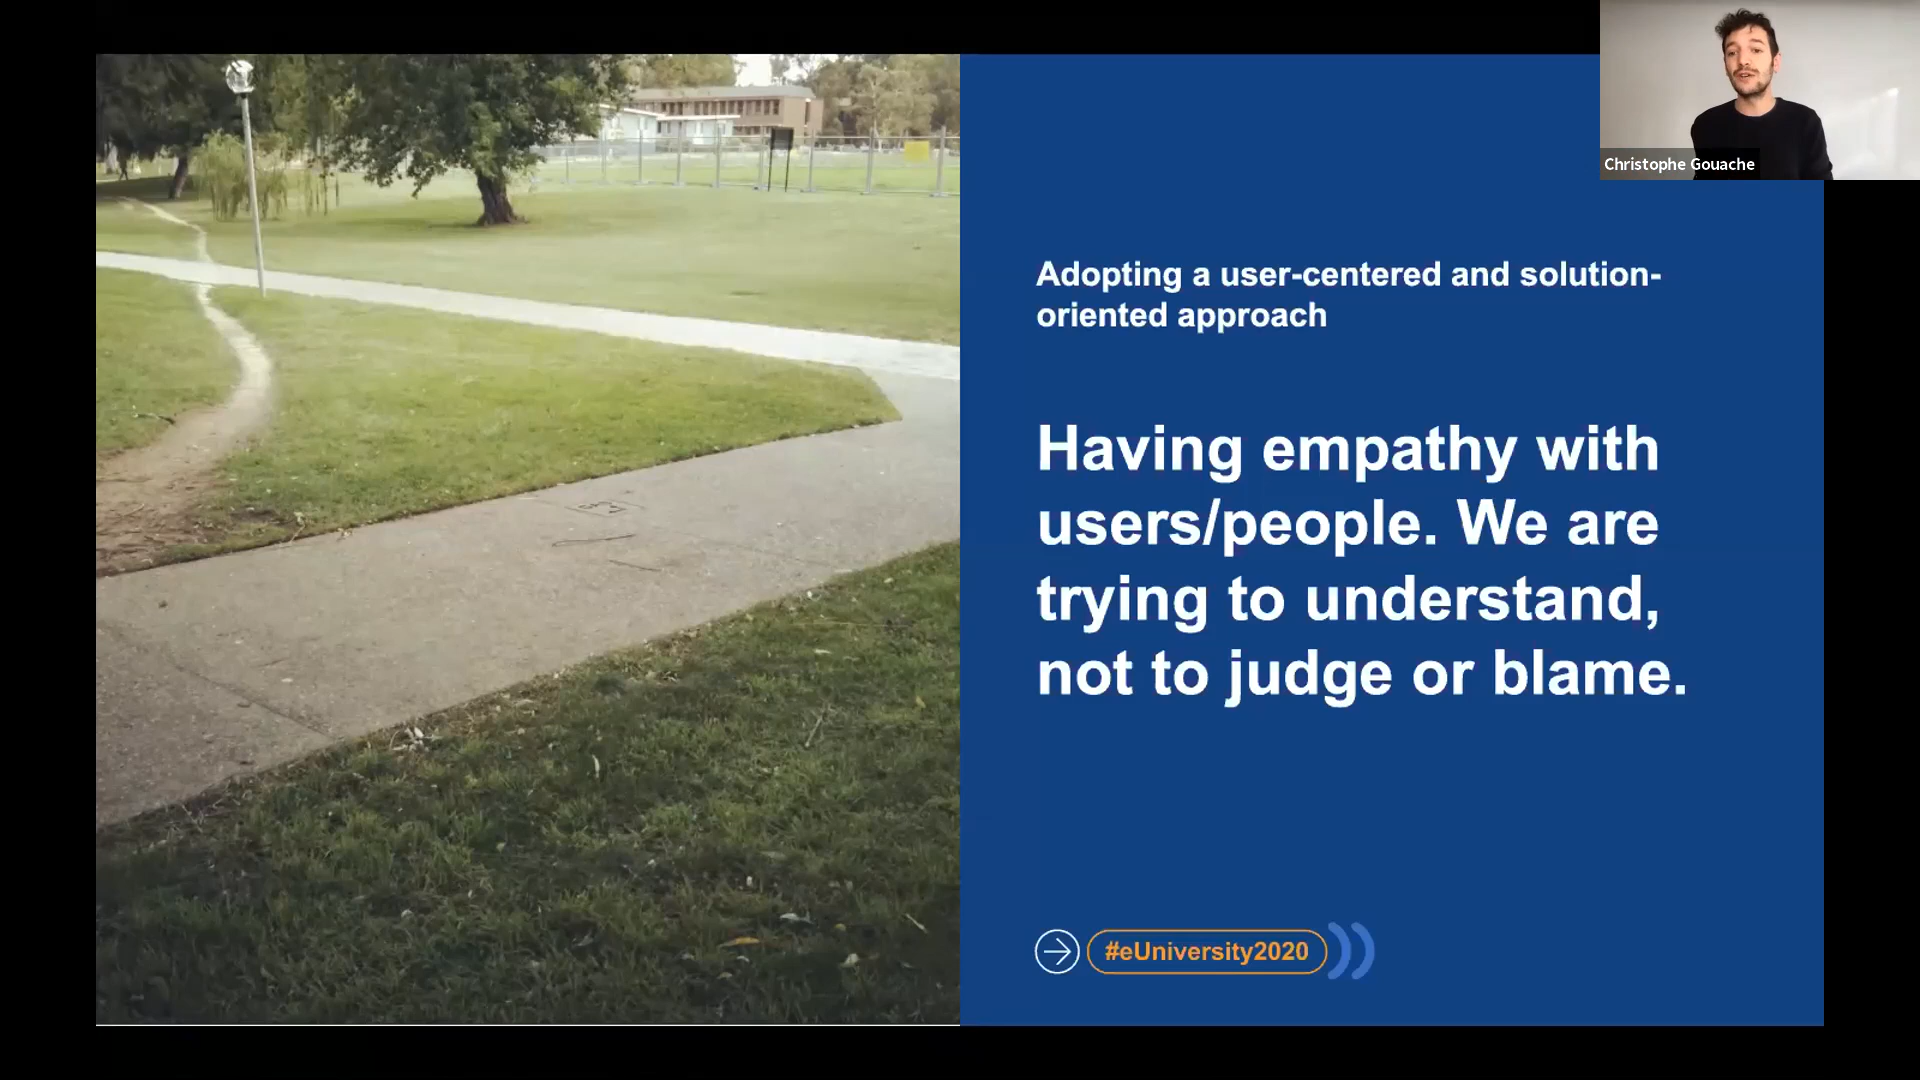 Christophe Gouache
Adopting a user-centered and solution-
oriented approach
Having empathy with
users/people. We are
trying to understand,
not to judge or blame.
#eUniversity2020